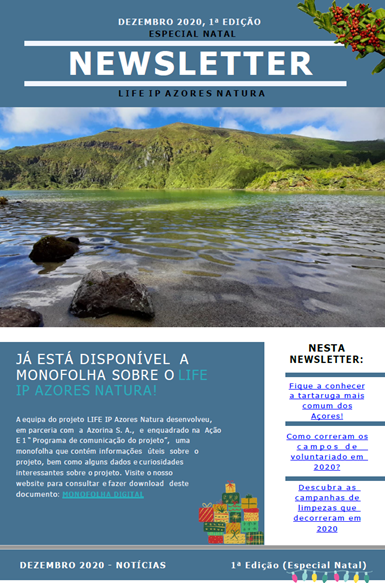 DEZEMBRO 2020, 1ª EDIÇÃO
ESPECIAL NATAL
NEWSLETTER
LIFE IP AZORES NATURA
JÁ ESTÁ DISPONÍVEL A
MONOFOLHA SOBRE O LIFE
IP AZORES NATURA!
A equipa do projeto LIFE IP Azores Natura desenvolveu,
em parceria com a Azorina S. A., e enquadrado na Ação
E 1 " Programa de comunicação do projeto", uma
monofolha que contém informações úteis sobre o
projeto, bem como alguns dados e curiosidades
interessantes sobre o projeto. Visite o nosso
website para consultar e fazer download deste
documento: MONOFOLHA DIGITAL
NESTA
NEWSLETTER:
Fique a conhecer
a tartaruga mais
comum dos
Açores!
Como correram os
campos de
voluntariado em
2020?
Descubra as
campanhas de
limpezas que
decorreram em
2020
DEZEMBRO 2020 - NOTÍCIAS
1ª Edição (Especial Natal)